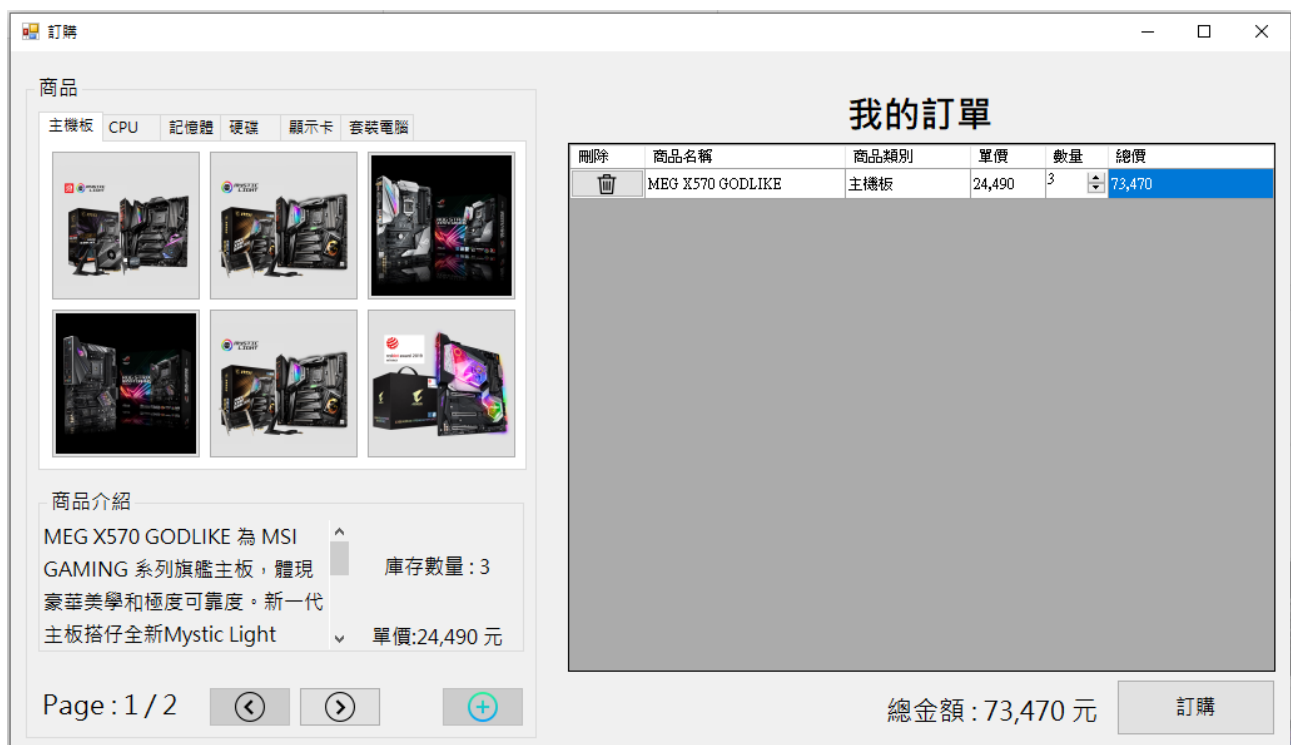 訂購
商品
主機板 CPU 記憶體 硬碟 顯示卡 套裝電腦
商品介紹
MEG X570 GODLIKE 為 MSI
GAMING 系列旗艦主板，體現
豪華美學和極度可靠度。新一代
主板搭仔全新Mystic Light
庫存數量 : 3
單價:24,490 元
Page : 1 / 2
我的訂單
刪除 商品名稱 商品類別 單價 數量 總價
MEG X570 GODLIKE 主機板 24,490 3 73,470
總金額 : 73,470 元
訂購